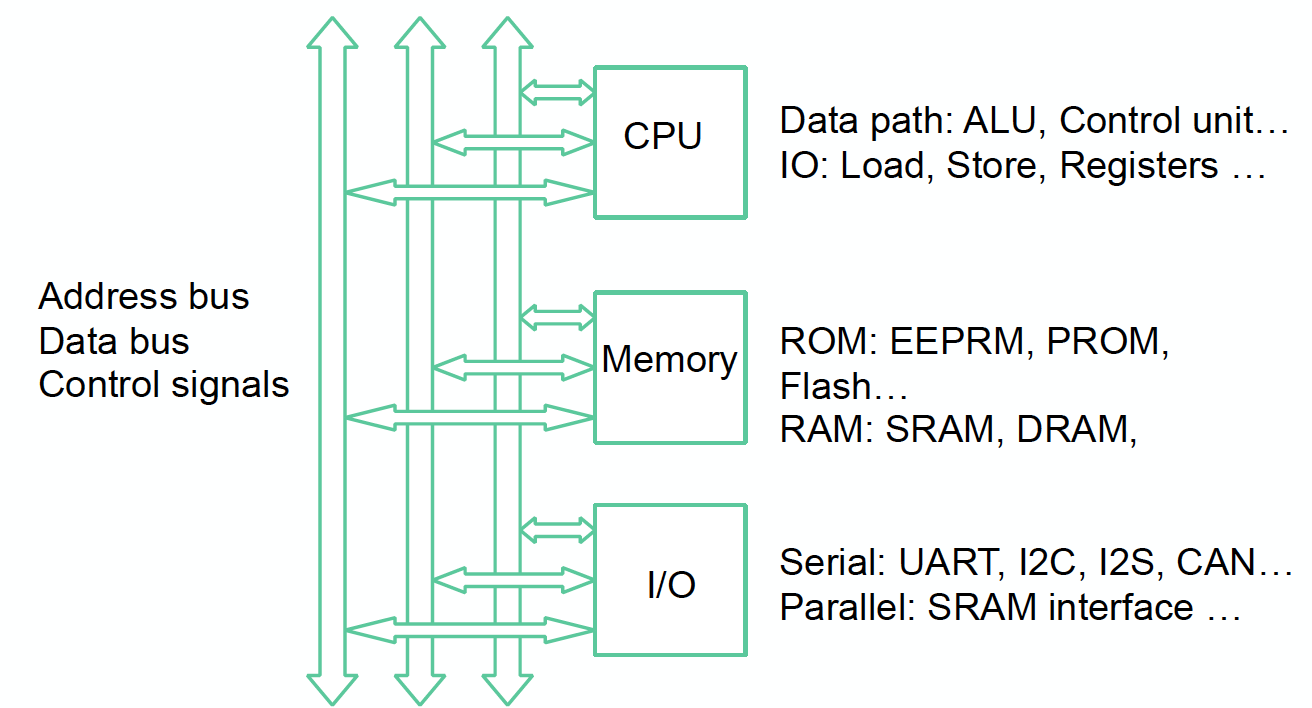 Address bus
Data bus
Control signals
CPU
Data path: ALU, Control unit…
IO: Load, Store, Registers …
Memory
ROM: EEPRM, PROM,
Flash…
RAM: SRAM, DRAM,
I/O
Serial: UART, I2C, I2S, CAN…
Parallel: SRAM interface …